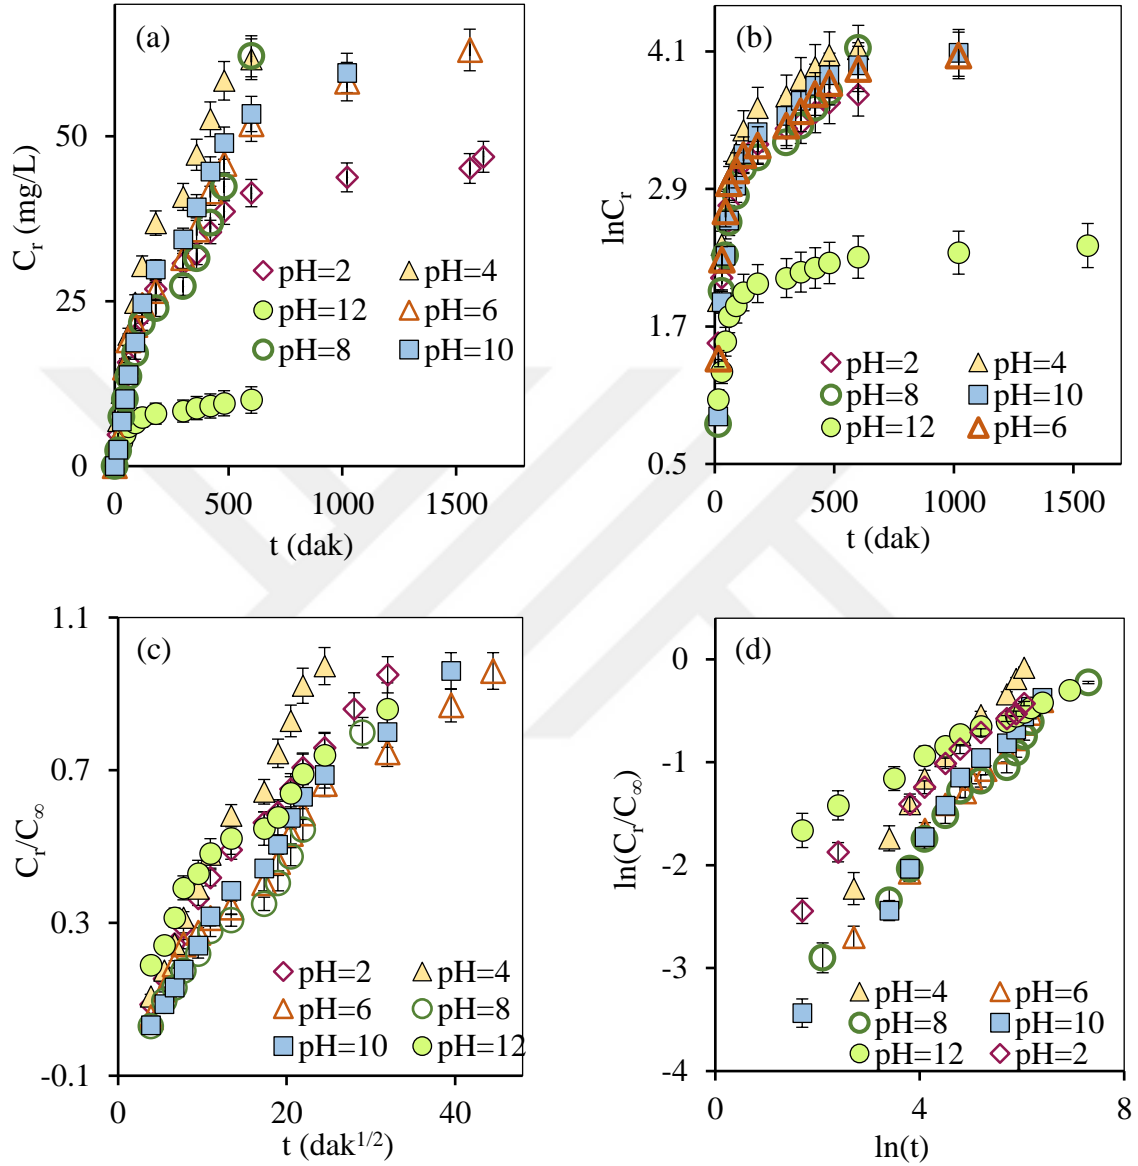 (a)
50
25
0
0 500 1000 1500
C_r (mg/L)
t (dak)
pH=2 pH=4
pH=12 pH=6
pH=8 pH=10
(b)
4.1
2.9
1.7
0.5
0 500 1000 1500
lnC_r
t (dak)
pH=2 pH=4
pH=8 pH=10
pH=12 pH=6
(c)
1.1
0.7
0.3
-0.1
0 20 40
C_r/C_∞
t (dak^1/2)
pH=2 pH=4
pH=6 pH=8
pH=10 pH=12
(d)
0
-1
-2
-3
-4
0 4 8
ln(C_r/C_∞)
ln(t)
pH=4 pH=6
pH=8 pH=10
pH=12 pH=2